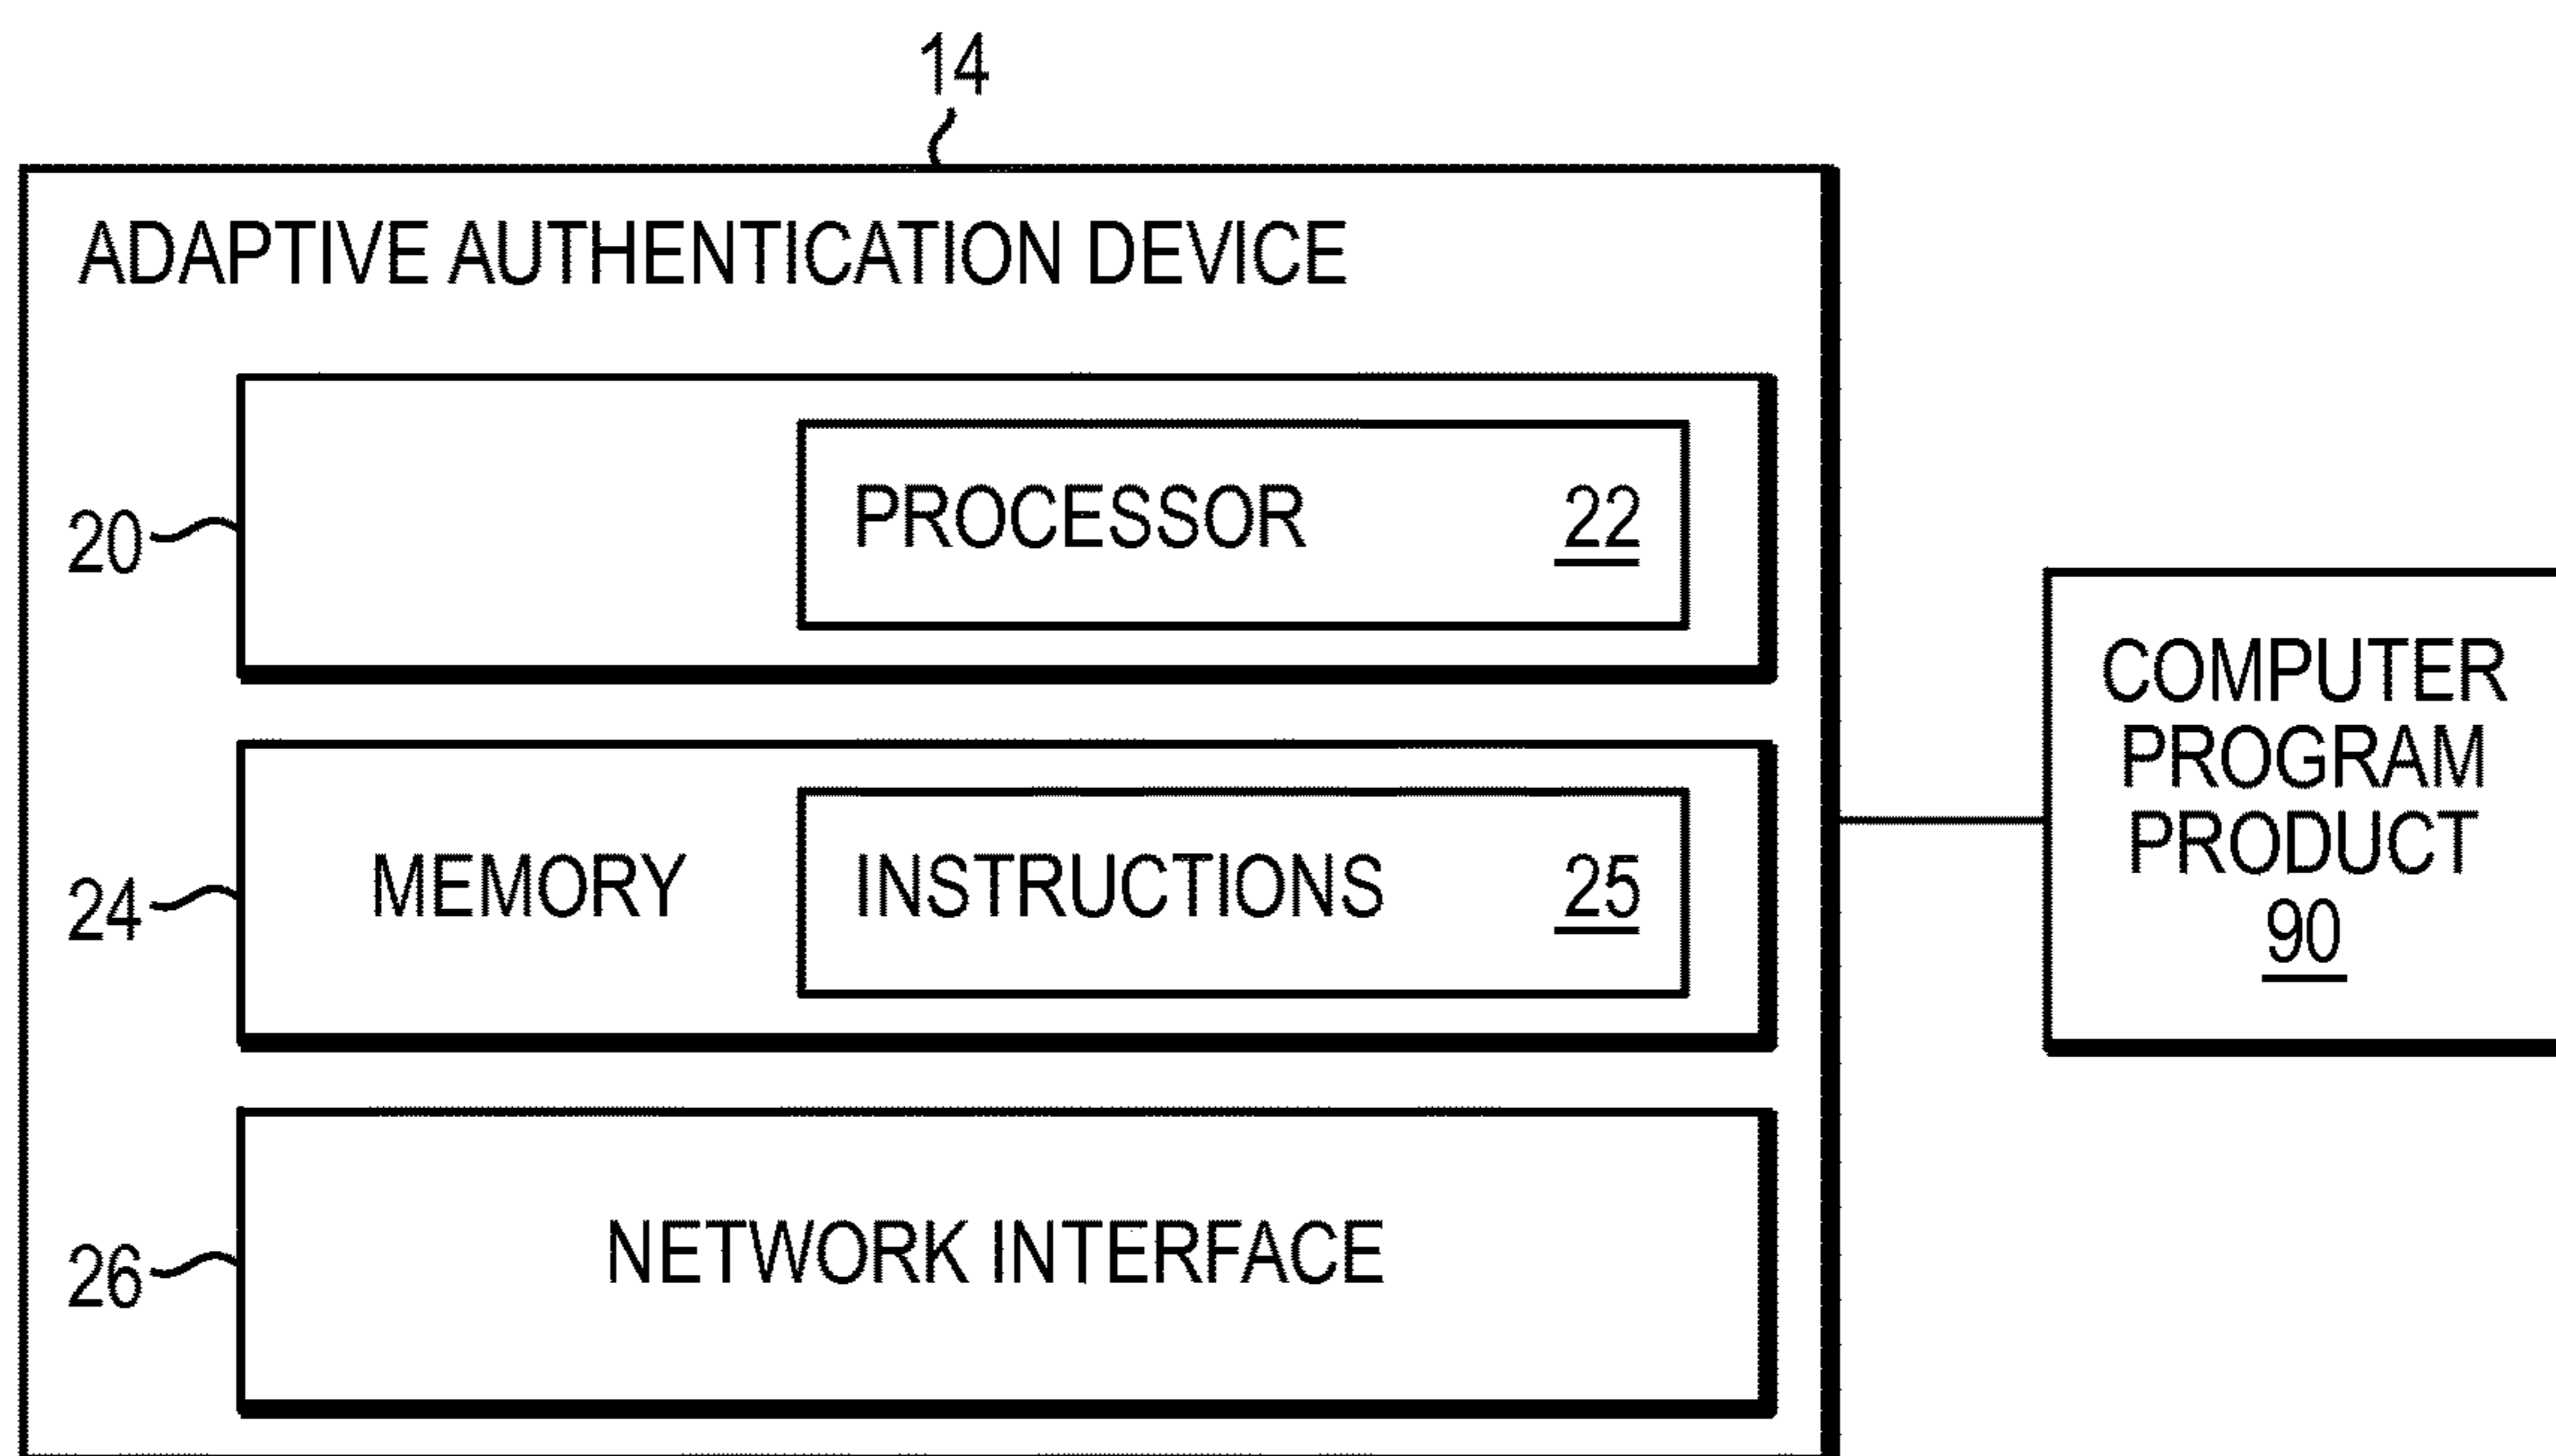 14
ADAPTIVE AUTHENTICATION DEVICE
20
PROCESSOR 22
24
MEMORY
INSTRUCTIONS 25
26
NETWORK INTERFACE
COMPUTER
PROGRAM
PRODUCT
90